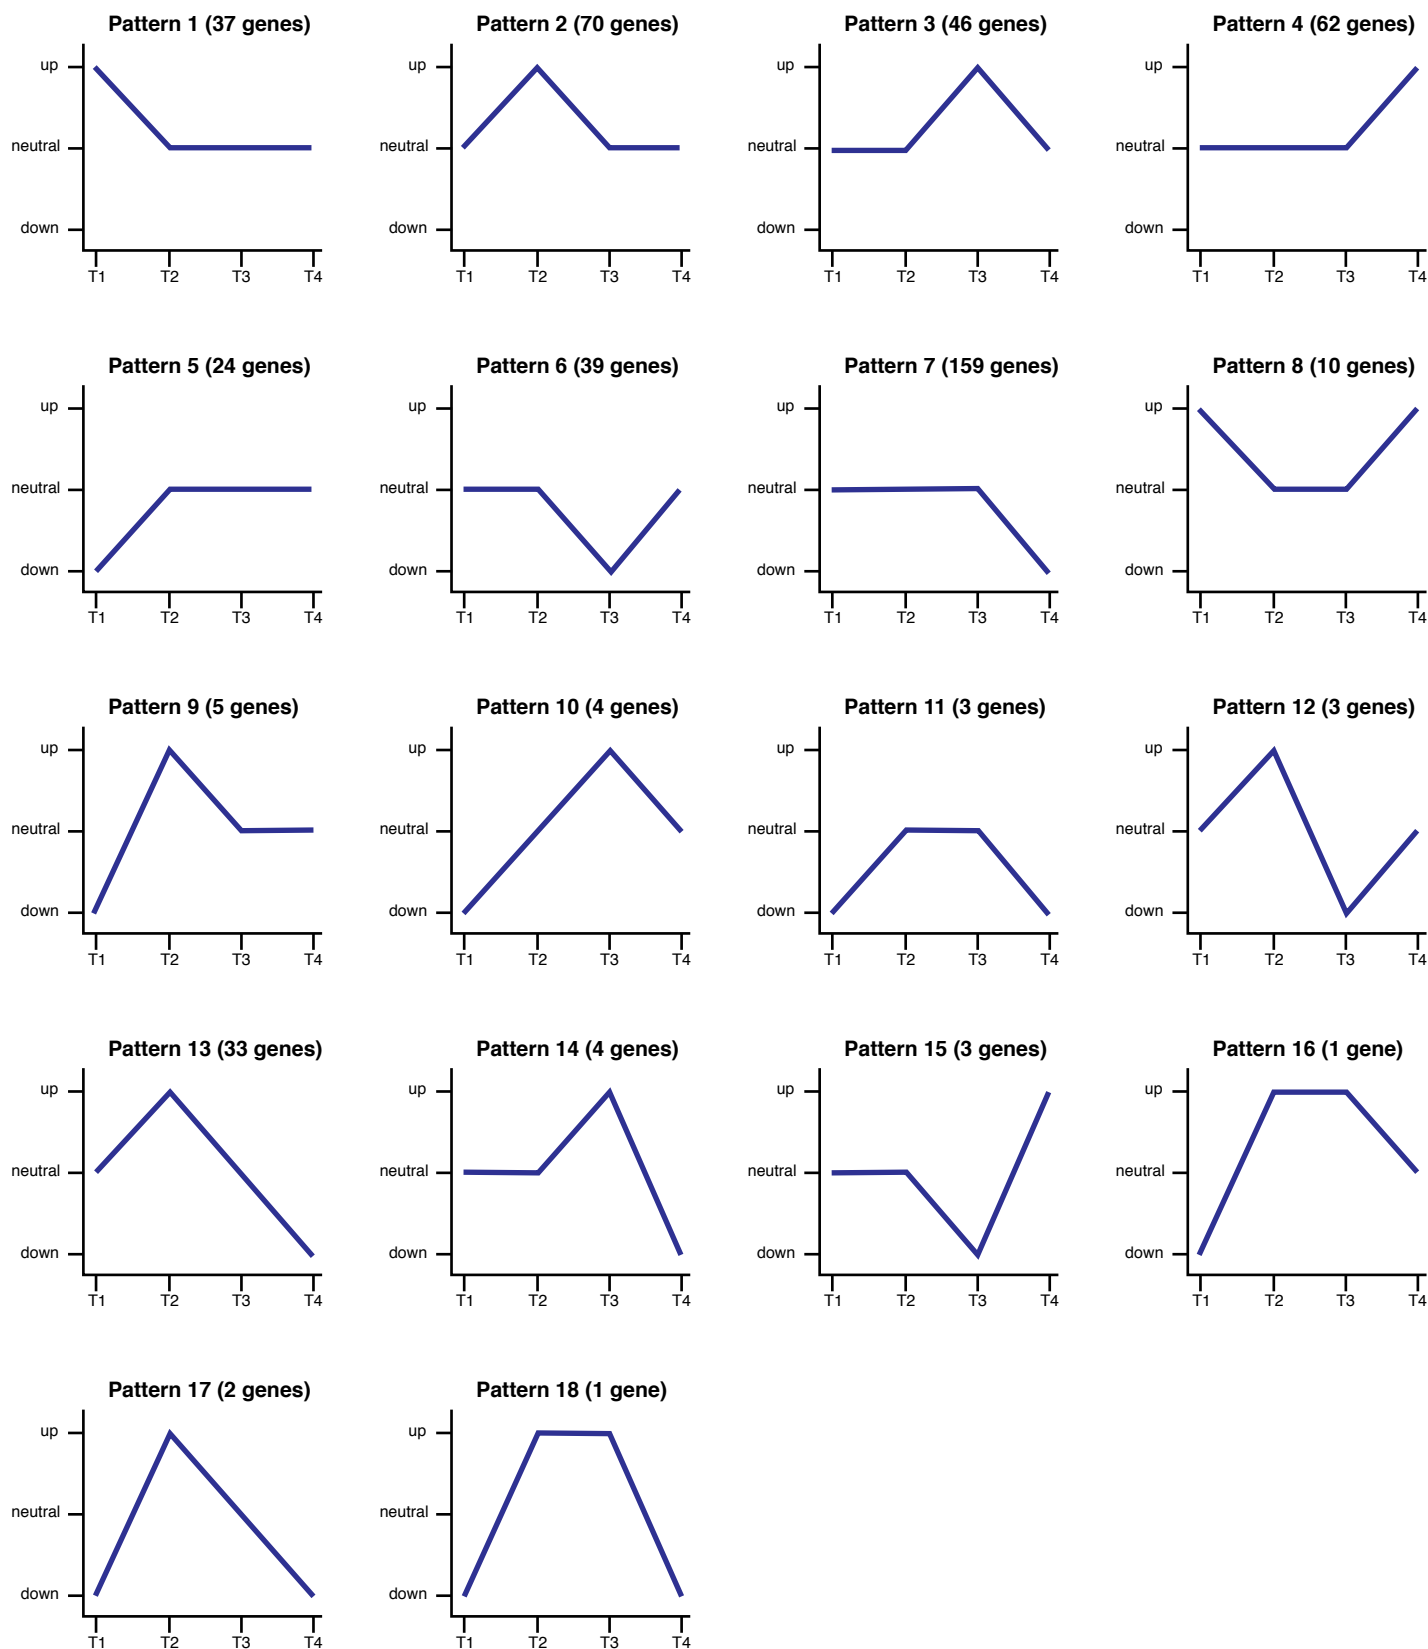 Pattern 1 (37 genes)
up
neutral
down
T1 T2 T3 T4
Pattern 2 (70 genes)
up
neutral
down
T1 T2 T3 T4
Pattern 3 (46 genes)
up
neutral
down
T1 T2 T3 T4
Pattern 4 (62 genes)
up
neutral
down
T1 T2 T3 T4
Pattern 5 (24 genes)
up
neutral
down
T1 T2 T3 T4
Pattern 6 (39 genes)
up
neutral
down
T1 T2 T3 T4
Pattern 7 (159 genes)
up
neutral
down
T1 T2 T3 T4
Pattern 8 (10 genes)
up
neutral
down
T1 T2 T3 T4
Pattern 9 (5 genes)
up
neutral
down
T1 T2 T3 T4
Pattern 10 (4 genes)
up
neutral
down
T1 T2 T3 T4
Pattern 11 (3 genes)
up
neutral
down
T1 T2 T3 T4
Pattern 12 (3 genes)
up
neutral
down
T1 T2 T3 T4
Pattern 13 (33 genes)
up
neutral
down
T1 T2 T3 T4
Pattern 14 (4 genes)
up
neutral
down
T1 T2 T3 T4
Pattern 15 (3 genes)
up
neutral
down
T1 T2 T3 T4
Pattern 16 (1 gene)
up
neutral
down
T1 T2 T3 T4
Pattern 17 (2 genes)
up
neutral
down
T1 T2 T3 T4
Pattern 18 (1 gene)
up
neutral
down
T1 T2 T3 T4